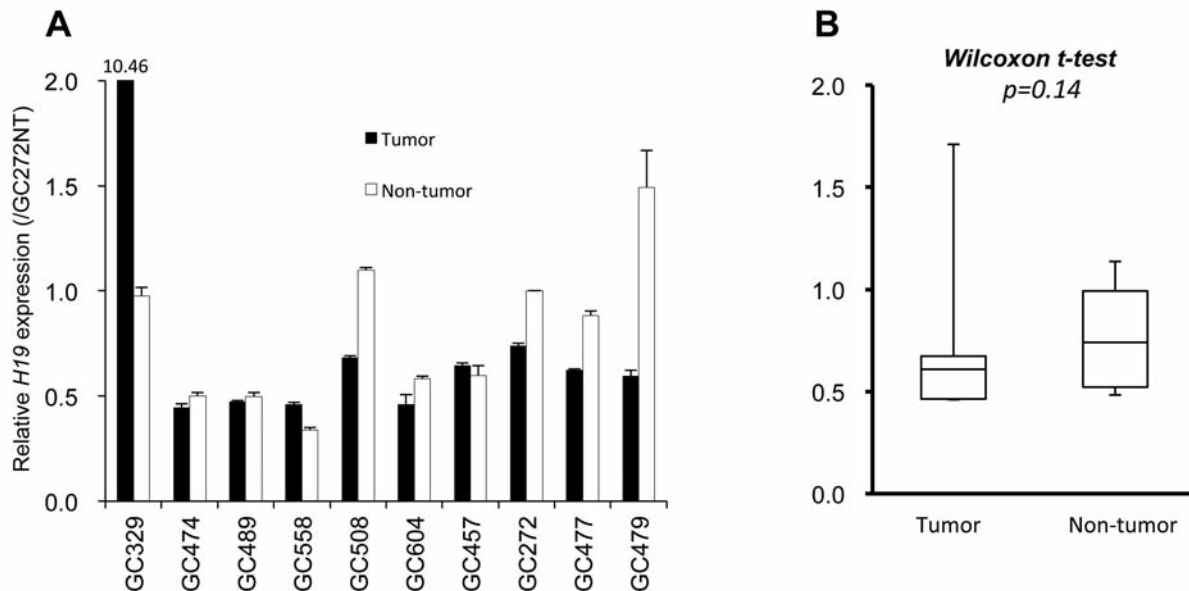 A
Relative H19 expression (/GC272NT)
10.46
2.0
1.5
1.0
0.5
0.0
Tumor
Non-tumor
GC329
GC474
GC489
GC558
GC508
GC604
GC457
GC272
GC477
GC479
B
Wilcoxon t-test
p=0.14
2.0
1.5
1.0
0.5
0.0
Tumor
Non-tumor